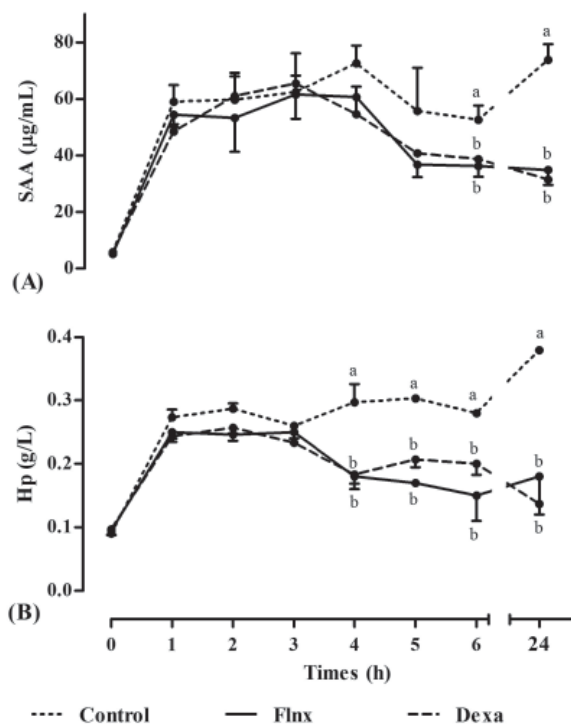 80
a
a
60
SAA (µg/mL)
40
b
b
b
b
20
0
(A)
0.4
a
a
a
a
0.3
Hp (g/L)
0.2
b
b
b
b
b
b
b
b
0.1
0.0
(B)
0 1 2 3 4 5 6 24
Times (h)
Control Flnx Dexa